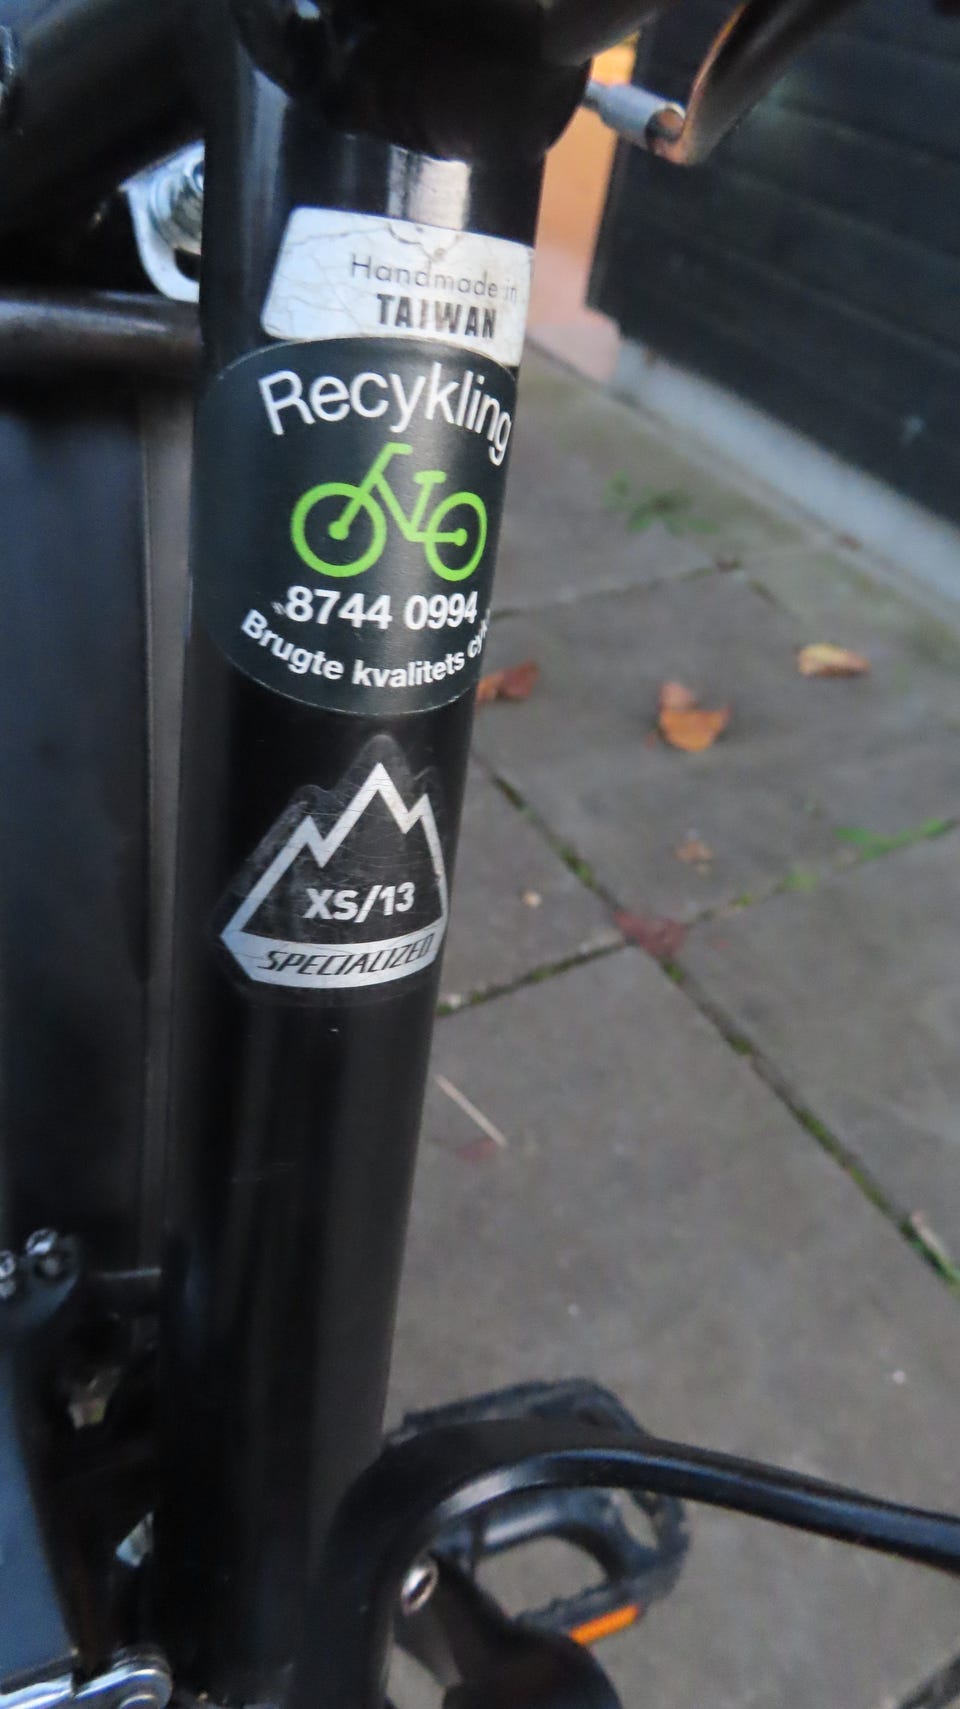 Handmade in
TAIWAN
Recykling
8744 0994
Brugte kvalitets
XS/13
SPECIALIZED